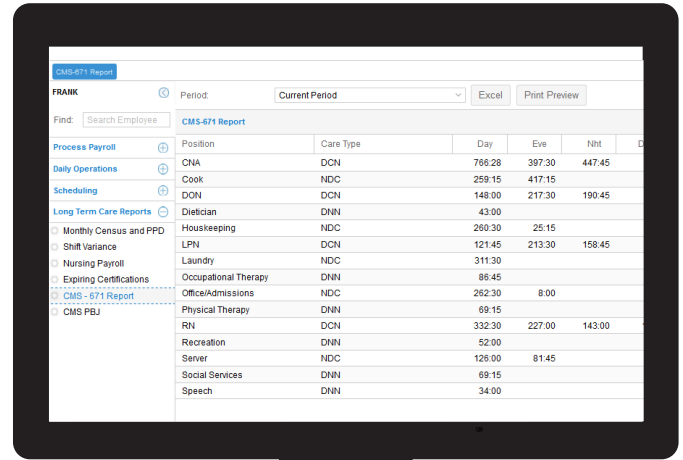 CMS-671 Report
FRANK
Period: Current Period Excel Print Preview
Find: Search Employee
CMS-671 Report
Process Payroll
Daily Operations
Scheduling
Long Term Care Reports
Monthly Census and PPD
Shift Variance
Nursing Payroll
Expiring Certifications
CMS - 671 Report
CMS PBJ
Position Care Type Day Eve Nht D
CNA DCN 766:28 397:30 447:45
Cook NDC 259:15 417:15
DON DCN 148:00 217:30 190:45
Dietician DNN 43:00
Houskeeping NDC 260:30 25:15
LPN DCN 121:45 213:30 158:45
Laundry NDC 311:30
Occupational Therapy DNN 86:45
Office/Admissions NDC 262:30 8:00
Physical Therapy DNN 69:15
RN DCN 332:30 227:00 143:00
Recreation DNN 52:00
Server NDC 126:00 81:45
Social Services DNN 69:15
Speech DNN 34:00